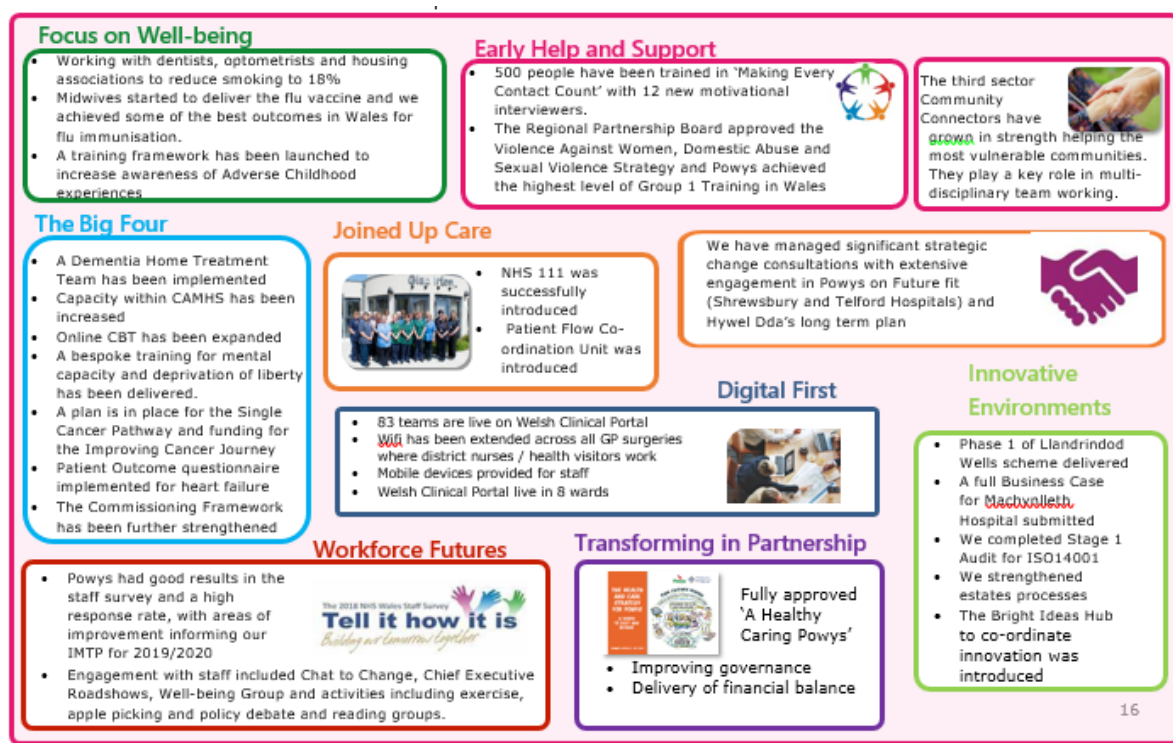 Focus on Well-being
• Working with dentists, optometrists and housing
associations to reduce smoking to 18%
• Midwives started to deliver the flu vaccine and we
achieved some of the best outcomes in Wales for
flu immunisation.
• A training framework has been launched to
increase awareness of Adverse Childhood
experiences
Early Help and Support
• 500 people have been trained in ‘Making Every
Contact Count’ with 12 new motivational
interviewers.
• The Regional Partnership Board approved the
Violence Against Women, Domestic Abuse and
Sexual Violence Strategy and Powys achieved
the highest level of Group 1 Training in Wales
The third sector
Community
Connectors have
grown in strength helping the
most vulnerable communities.
They play a key role in multi-
disciplinary team working.
The Big Four
• A Dementia Home Treatment
Team has been implemented
• Capacity within CAMHS has been
increased
• Online CBT has been expanded
• A bespoke training for mental
capacity and deprivation of liberty
has been delivered.
• A plan is in place for the Single
Cancer Pathway and funding for
the Improving Cancer Journey
• Patient Outcome questionnaire
implemented for heart failure
• The Commissioning Framework
has been further strengthened
Joined Up Care
• NHS 111 was
successfully
introduced
• Patient Flow Co-
ordination Unit was
introduced
We have managed significant strategic
change consultations with extensive
engagement in Powys on Future fit
(Shrewsbury and Telford Hospitals) and
Hywel Dda’s long term plan
Digital First
• 83 teams are live on Welsh Clinical Portal
• Wifi has been extended across all GP surgeries
where district nurses / health visitors work
• Mobile devices provided for staff
• Welsh Clinical Portal live in 8 wards
Innovative
Environments
• Phase 1 of Llandrindod
Wells scheme delivered
• A full Business Case
for Machynlleth
Hospital submitted
• We completed Stage 1
Audit for ISO14001
• We strengthened
estates processes
• The Bright Ideas Hub
to co-ordinate
innovation was
introduced
Workforce Futures
• Powys had good results in the
staff survey and a high
response rate, with areas of
improvement informing our
IMTP for 2019/2020
The 2018 NHS Wales Staff Survey
Tell it how it is
Building our tomorrow together
• Engagement with staff included Chat to Change, Chief Executive
Roadshows, Well-being Group and activities including exercise,
apple picking and policy debate and reading groups.
Transforming in Partnership
THE HEALTH
AND CARE
STRATEGY
FOR POWYS
Fully approved
‘A Healthy
Caring Powys’
• Improving governance
• Delivery of financial balance
16